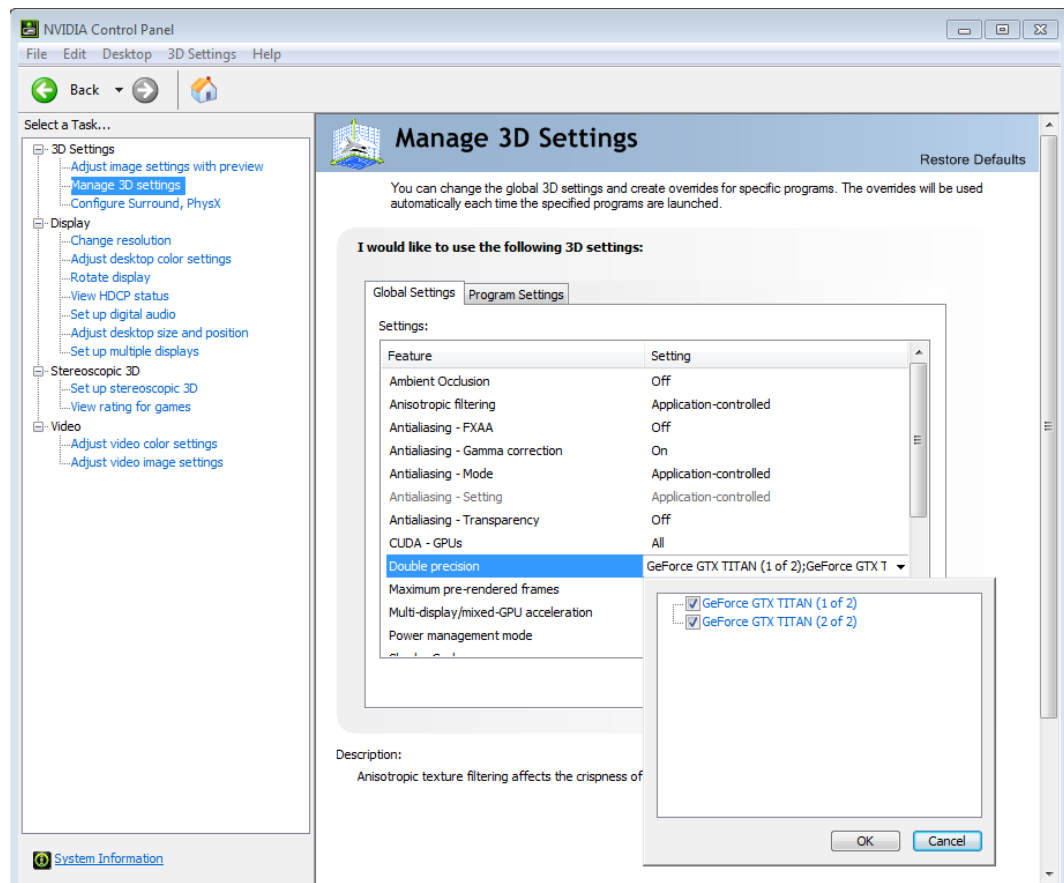 NVIDIA Control Panel
File Edit Desktop 3D Settings Help
Back
Select a Task...
3D Settings
Adjust image settings with preview
Manage 3D settings
Configure Surround, PhysX
Display
Change resolution
Adjust desktop color settings
Rotate display
View HDCP status
Set up digital audio
Adjust desktop size and position
Set up multiple displays
Stereoscopic 3D
Set up stereoscopic 3D
View rating for games
Video
Adjust video color settings
Adjust video image settings
System Information
Manage 3D Settings
Restore Defaults
You can change the global 3D settings and create overrides for specific programs. The overrides will be used
automatically each time the specified programs are launched.
I would like to use the following 3D settings:
Global Settings Program Settings
Settings:
Feature Setting
Ambient Occlusion Off
Anisotropic filtering Application-controlled
Antialiasing - FXAA Off
Antialiasing - Gamma correction On
Antialiasing - Mode Application-controlled
Antialiasing - Setting Application-controlled
Antialiasing - Transparency Off
CUDA - GPUs All
Double precision GeForce GTX TITAN (1 of 2);GeForce GTX T
Maximum pre-rendered frames
Multi-display/mixed-GPU acceleration
Power management mode
GeForce GTX TITAN (1 of 2)
GeForce GTX TITAN (2 of 2)
OK Cancel
Description:
Anisotropic texture filtering affects the crispness of